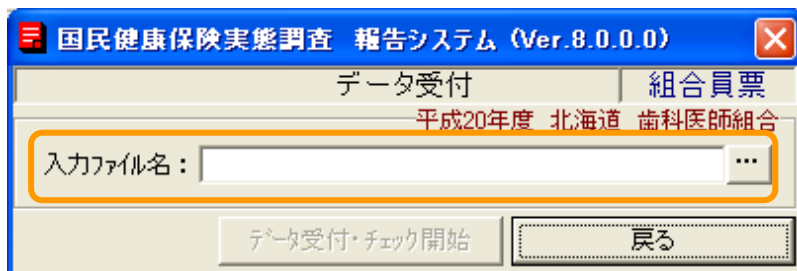 国民健康保険実態調査 報告システム (Ver.8.0.0.0)
データ受付 組合員票
平成20年度 北海道 歯科医師組合
入力ﾌｧｲﾙ名: ...
ﾃﾞｰﾀ受付･ﾁｪｯｸ開始 戻る